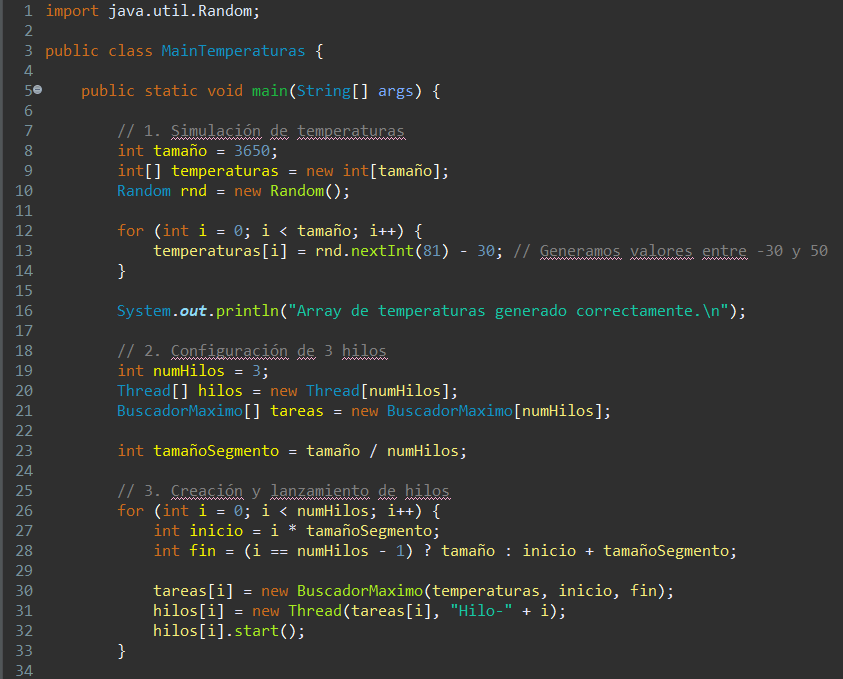 1 import java.util.Random;
2
3 public class MainTemperaturas {
4
5 public static void main(String[] args) {
6
7 // 1. Simulación de temperaturas
8 int tamaño = 3650;
9 int[] temperaturas = new int[tamaño];
10 Random rnd = new Random();
11
12 for (int i = 0; i < tamaño; i++) {
13 temperaturas[i] = rnd.nextInt(81) - 30; // Generamos valores entre -30 y 50
14 }
15
16 System.out.println("Array de temperaturas generado correctamente.\n");
17
18 // 2. Configuración de 3 hilos
19 int numHilos = 3;
20 Thread[] hilos = new Thread[numHilos];
21 BuscadorMaximo[] tareas = new BuscadorMaximo[numHilos];
22
23 int tamañoSegmento = tamaño / numHilos;
24
25 // 3. Creación y lanzamiento de hilos
26 for (int i = 0; i < numHilos; i++) {
27 int inicio = i * tamañoSegmento;
28 int fin = (i == numHilos - 1) ? tamaño : inicio + tamañoSegmento;
29
30 tareas[i] = new BuscadorMaximo(temperaturas, inicio, fin);
31 hilos[i] = new Thread(tareas[i], "Hilo-" + i);
32 hilos[i].start();
33 }
34